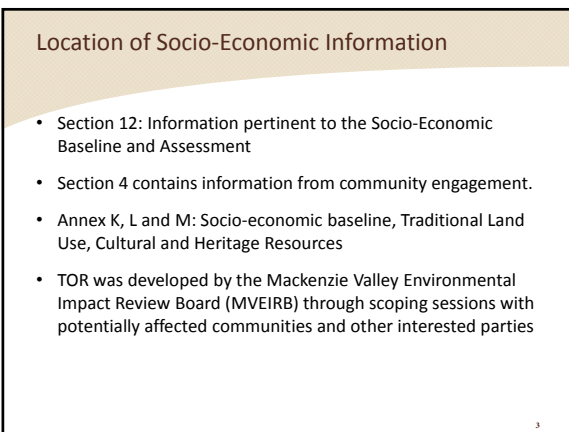 Location of Socio-Economic Information
• Section 12: Information pertinent to the Socio-Economic
Baseline and Assessment
• Section 4 contains information from community engagement.
• Annex K, L and M: Socio-economic baseline, Traditional Land
Use, Cultural and Heritage Resources
• TOR was developed by the Mackenzie Valley Environmental
Impact Review Board (MVEIRB) through scoping sessions with
potentially affected communities and other interested parties
3